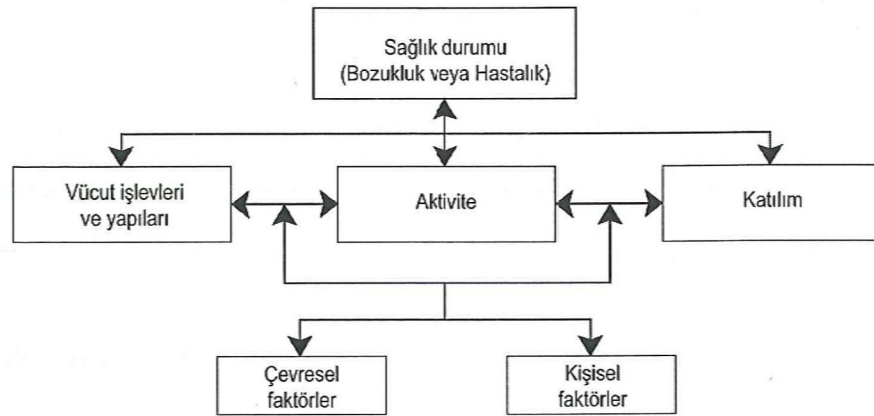 Sağlık durumu
(Bozukluk veya Hastalık)
Vücut işlevleri
ve yapıları
Aktivite
Katılım
Çevresel
faktörler
Kişisel
faktörler